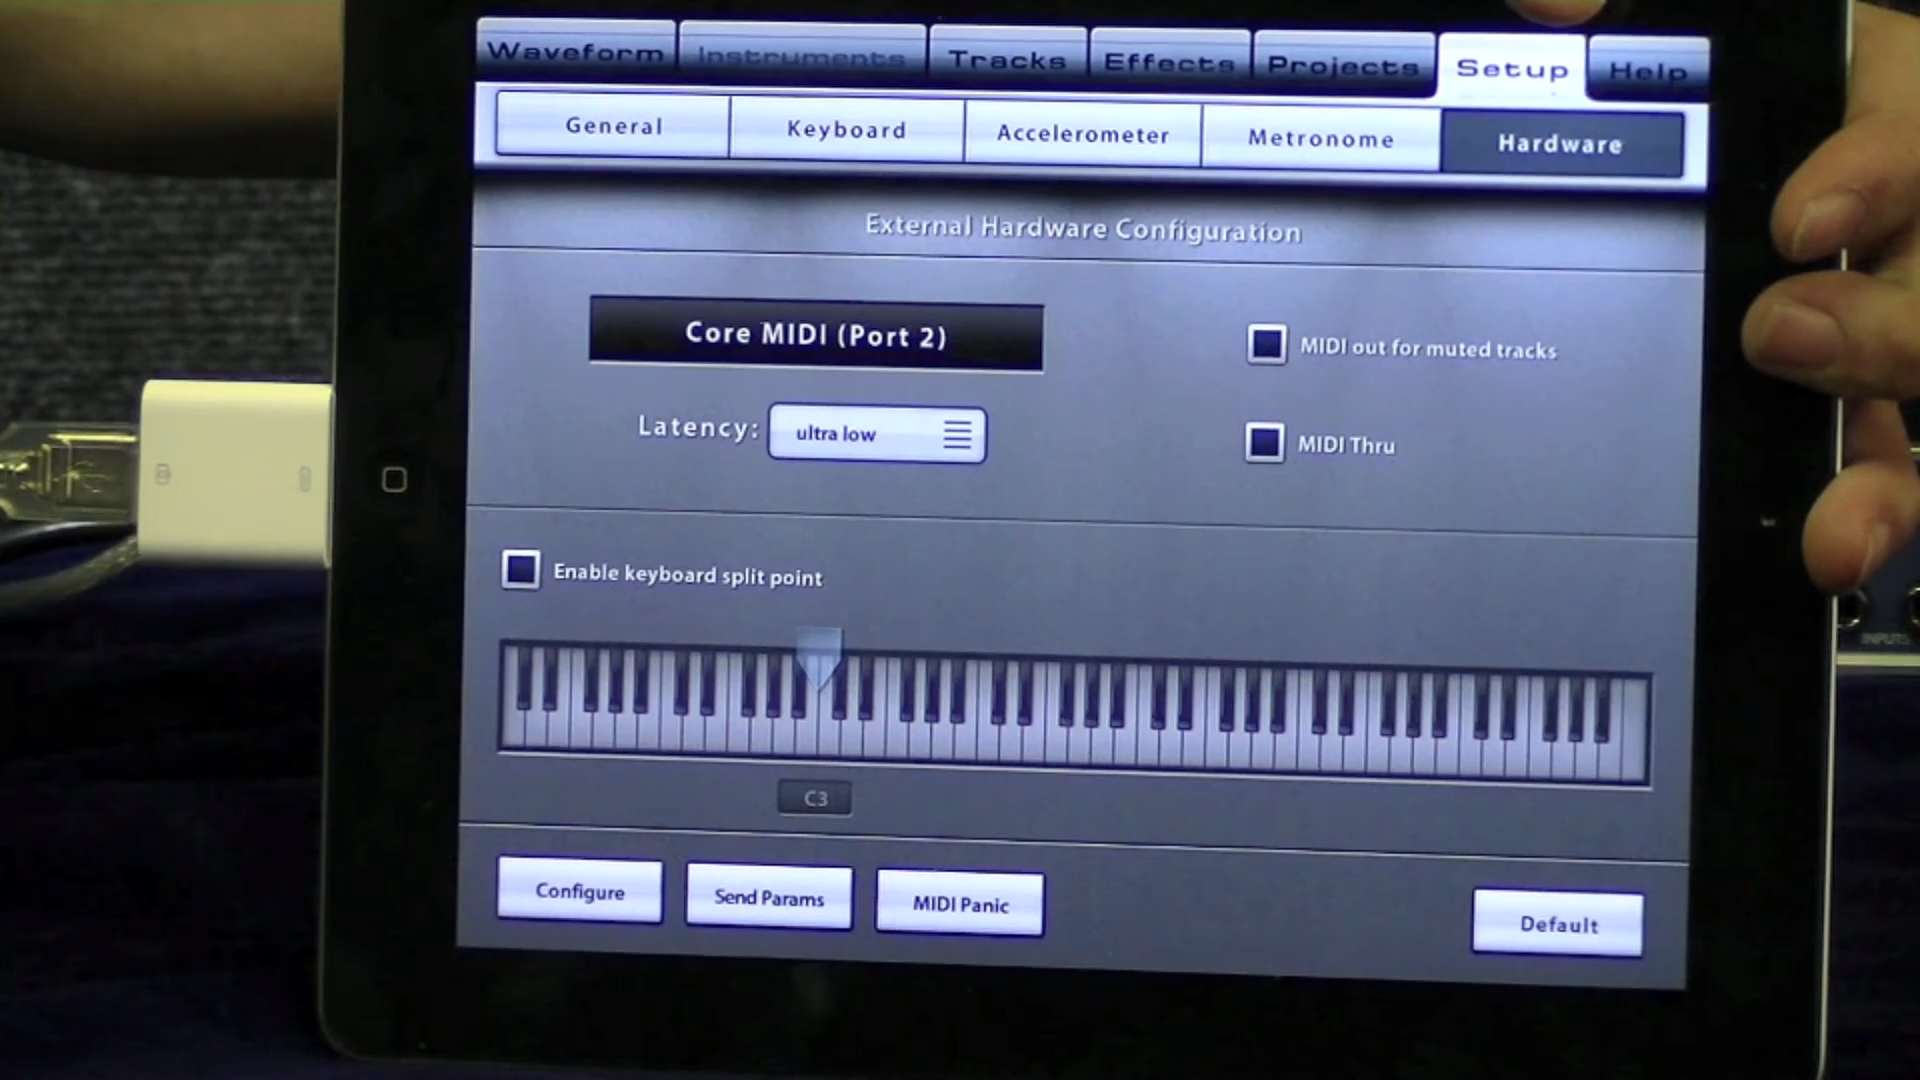 Waveform Instruments Tracks Effects Projects Setup Help
General Keyboard Accelerometer Metronome Hardware
External Hardware Configuration
Core MIDI (Port 2)
MIDI out for muted tracks
Latency: ultra low
MIDI Thru
Enable keyboard split point
C3
Configure Send Params MIDI Panic Default
INPUTS